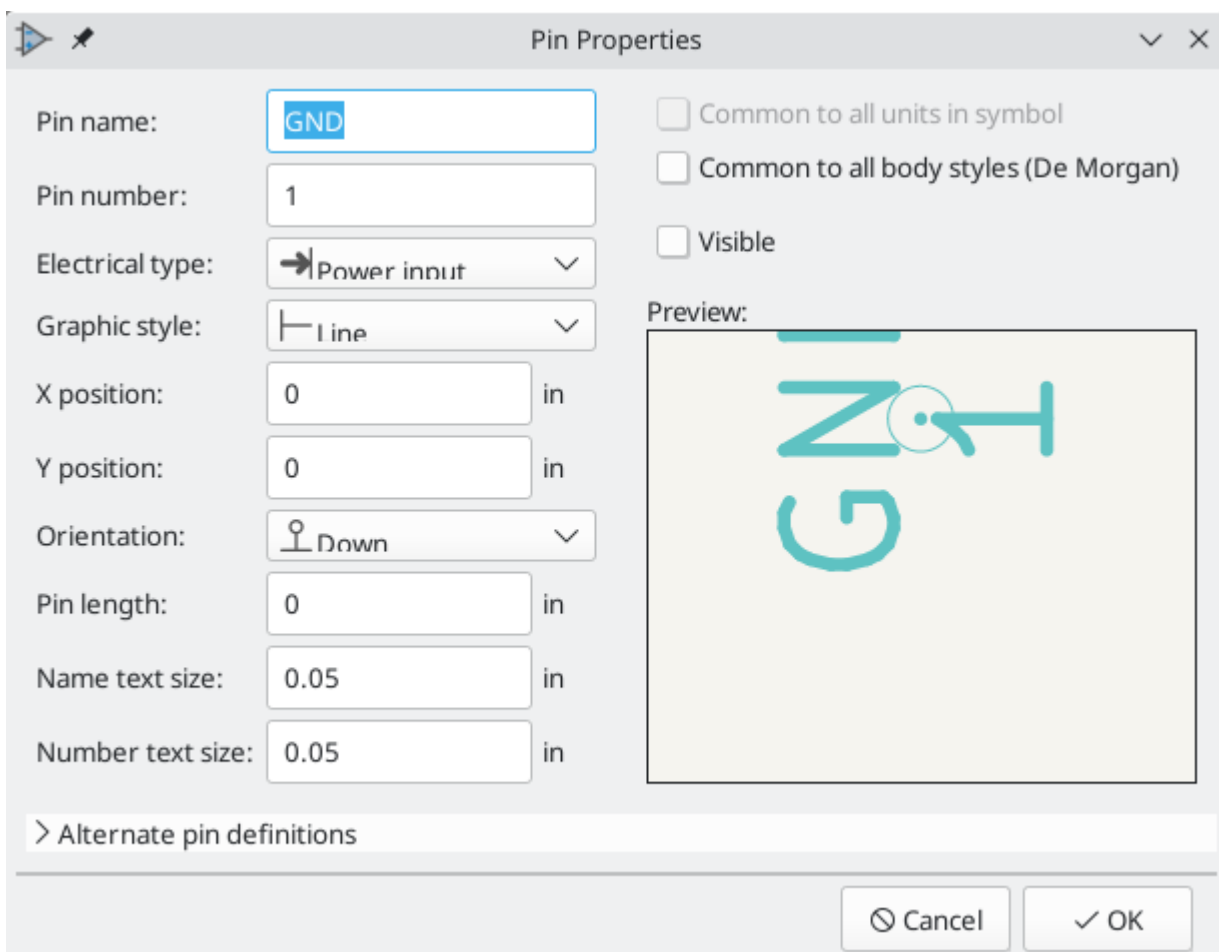 Pin Properties
Pin name:
GND
Pin number:
1
Electrical type:
Power input
Graphic style:
Line
X position:
0
in
Y position:
0
in
Orientation:
Down
Pin length:
0
in
Name text size:
0.05
in
Number text size:
0.05
in
Common to all units in symbol
Common to all body styles (De Morgan)
Visible
Preview:
GND
1
Alternate pin definitions
Cancel
OK